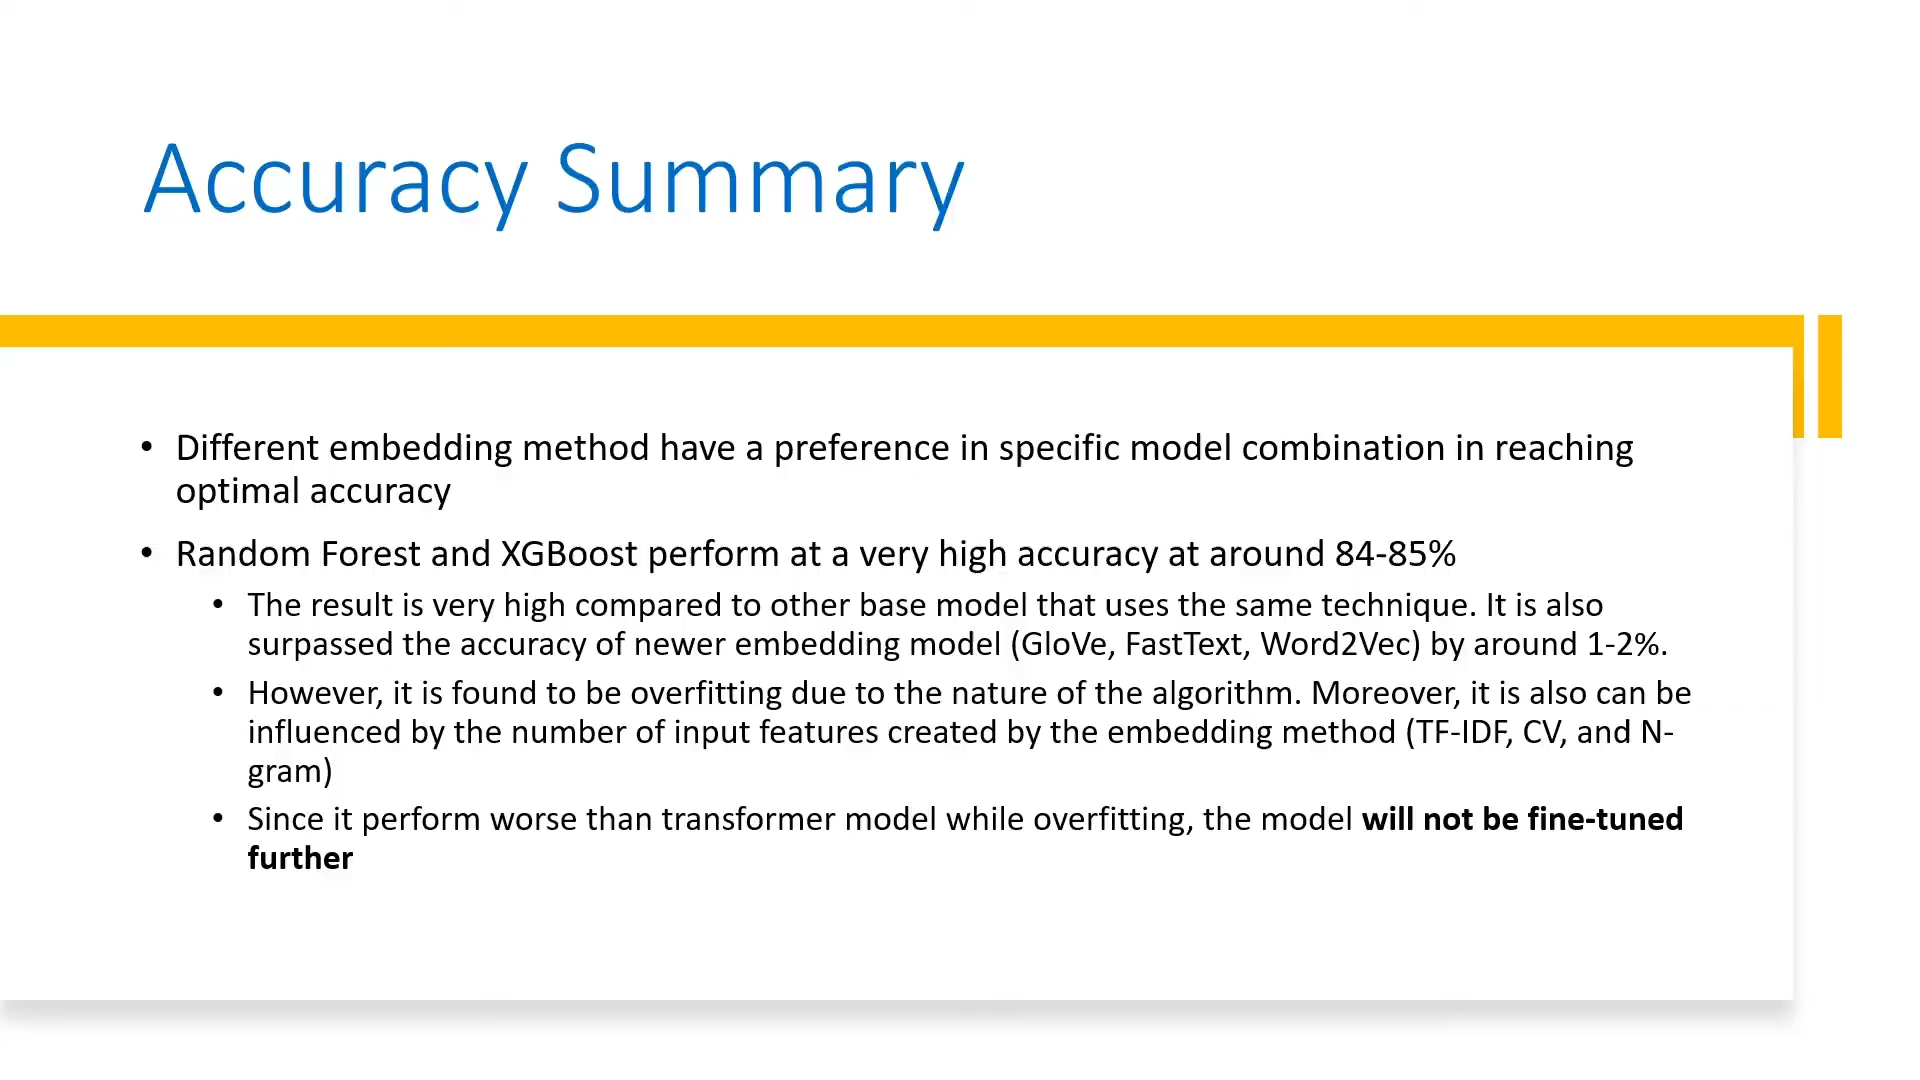 Accuracy Summary
• Different embedding method have a preference in specific model combination in reaching
optimal accuracy
• Random Forest and XGBoost perform at a very high accuracy at around 84-85%
• The result is very high compared to other base model that uses the same technique. It is also
surpassed the accuracy of newer embedding model (GloVe, FastText, Word2Vec) by around 1-2%.
• However, it is found to be overfitting due to the nature of the algorithm. Moreover, it is also can be
influenced by the number of input features created by the embedding method (TF-IDF, CV, and N-
gram)
• Since it perform worse than transformer model while overfitting, the model will not be fine-tuned
further